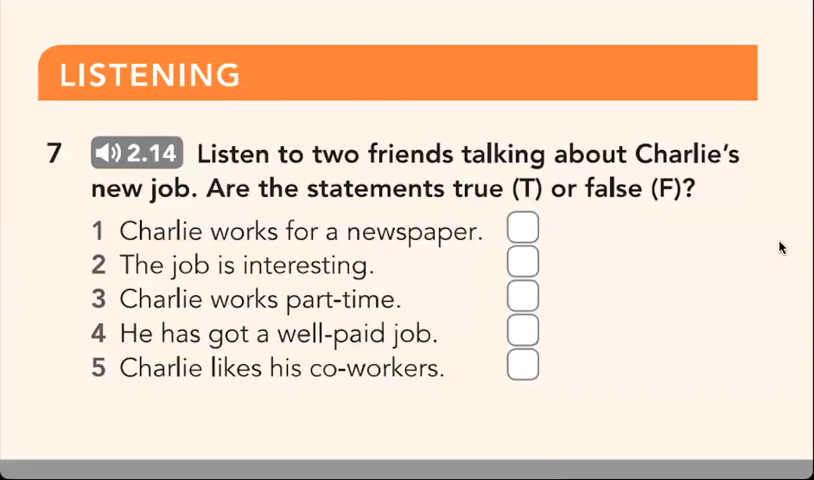 LISTENING
7 2.14 Listen to two friends talking about Charlie’s
new job. Are the statements true (T) or false (F)?
1 Charlie works for a newspaper.
2 The job is interesting.
3 Charlie works part-time.
4 He has got a well-paid job.
5 Charlie likes his co-workers.